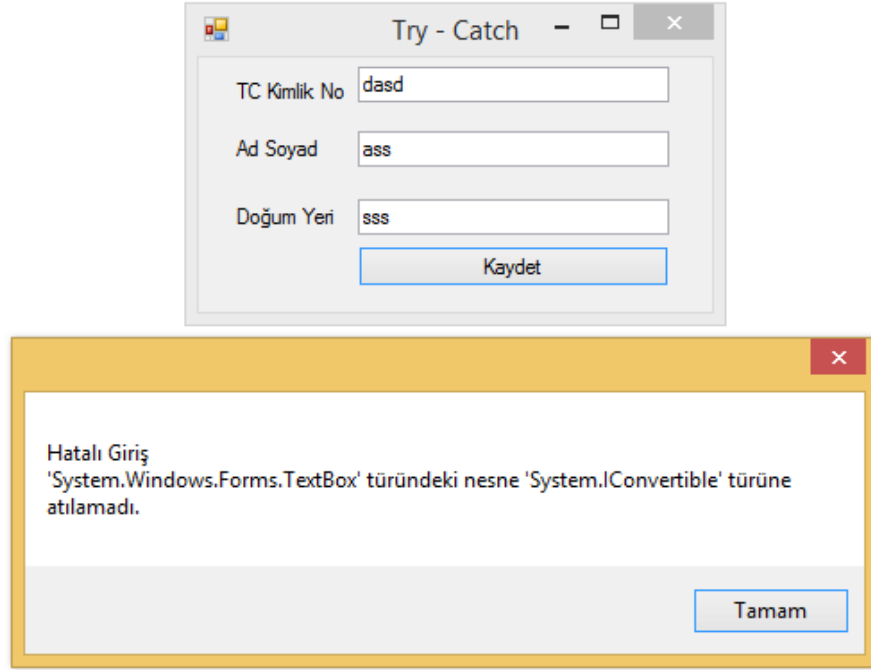 Try - Catch
TC Kimlik No
dasd
Ad Soyad
ass
Doğum Yeri
sss
Kaydet
Hatalı Giriş
'System.Windows.Forms.TextBox' türündeki nesne 'System.IConvertible' türüne
atılamadı.
Tamam